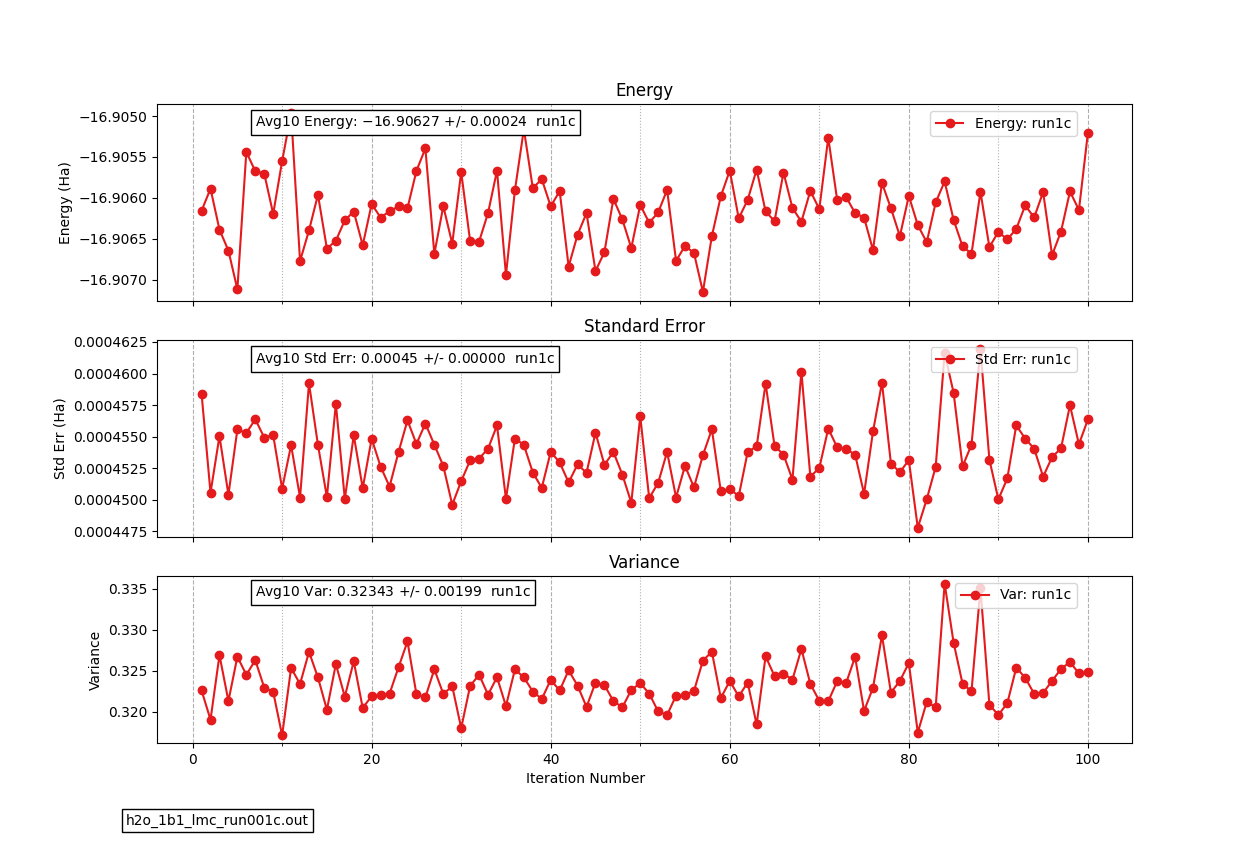 Energy
Avg10 Energy: −16.90627 +/- 0.00024  run1c
Energy: run1c
−16.9050
−16.9055
−16.9060
−16.9065
−16.9070
Energy (Ha)
Standard Error
Avg10 Std Err: 0.00045 +/- 0.00000  run1c
Std Err: run1c
0.0004625
0.0004600
0.0004575
0.0004550
0.0004525
0.0004500
0.0004475
Std Err (Ha)
Variance
Avg10 Var: 0.32343 +/- 0.00199  run1c
Var: run1c
0.335
0.330
0.325
0.320
Variance
0 20 40 60 80 100
Iteration Number
h2o_1b1_lmc_run001c.out